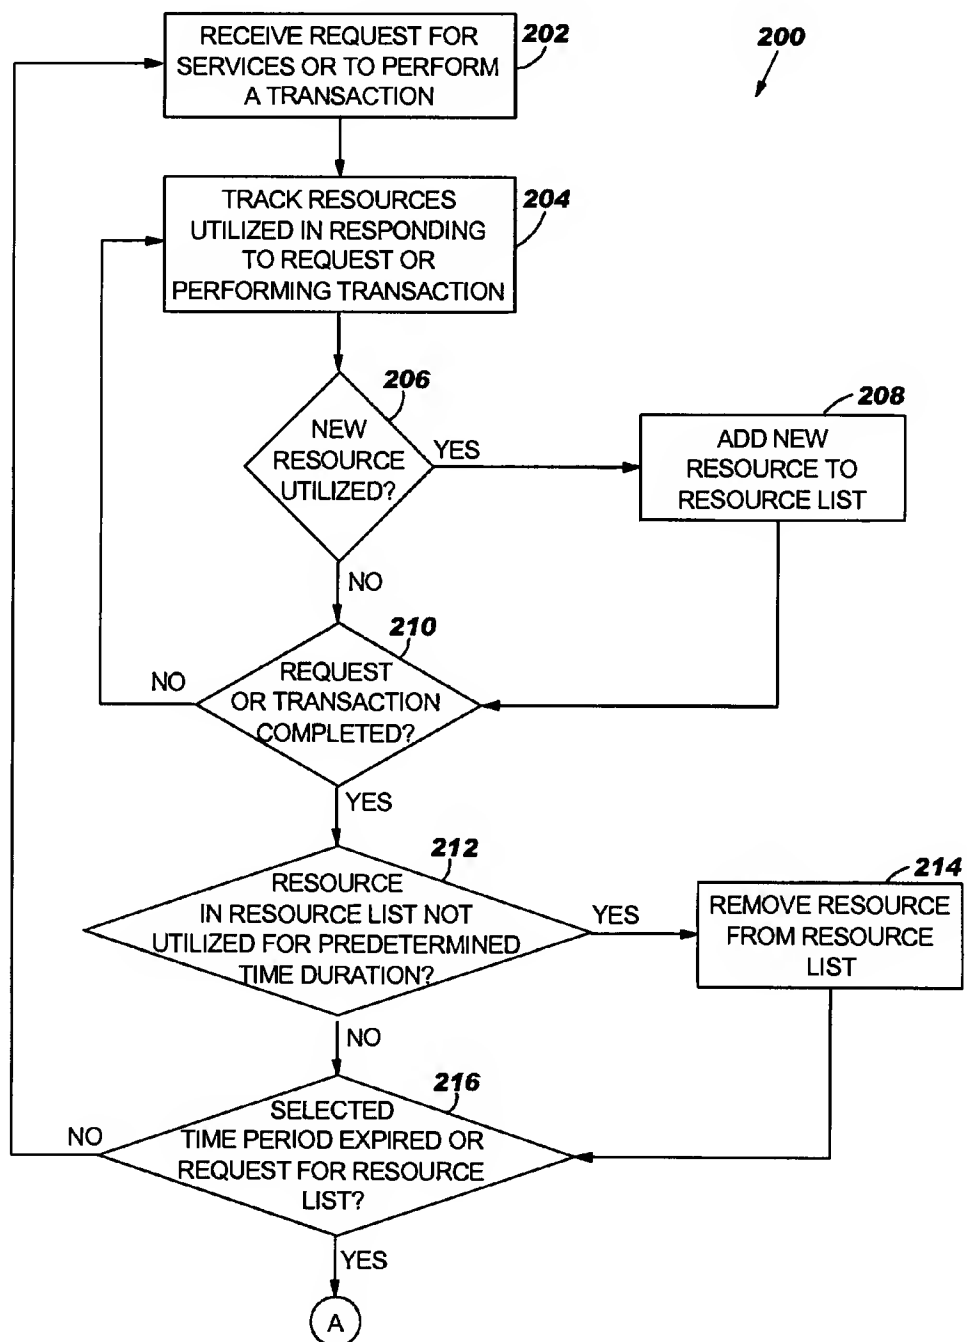 RECEIVE REQUEST FOR
SERVICES OR TO PERFORM
A TRANSACTION
202
200
TRACK RESOURCES
UTILIZED IN RESPONDING
TO REQUEST OR
PERFORMING TRANSACTION
204
206
NEW
RESOURCE
UTILIZED?
YES
208
ADD NEW
RESOURCE TO
RESOURCE LIST
NO
210
REQUEST
OR TRANSACTION
COMPLETED?
NO
YES
212
RESOURCE
IN RESOURCE LIST NOT
UTILIZED FOR PREDETERMINED
TIME DURATION?
YES
214
REMOVE RESOURCE
FROM RESOURCE
LIST
NO
216
SELECTED
TIME PERIOD EXPIRED OR
REQUEST FOR RESOURCE
LIST?
NO
YES
A